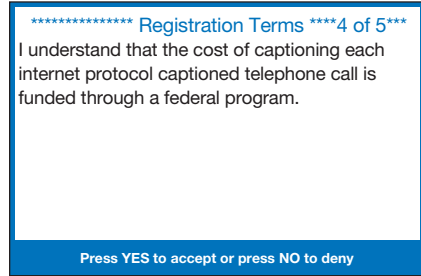 *************** Registration Terms ****4 of 5***
I understand that the cost of captioning each
internet protocol captioned telephone call is
funded through a federal program.
Press YES to accept or press NO to deny